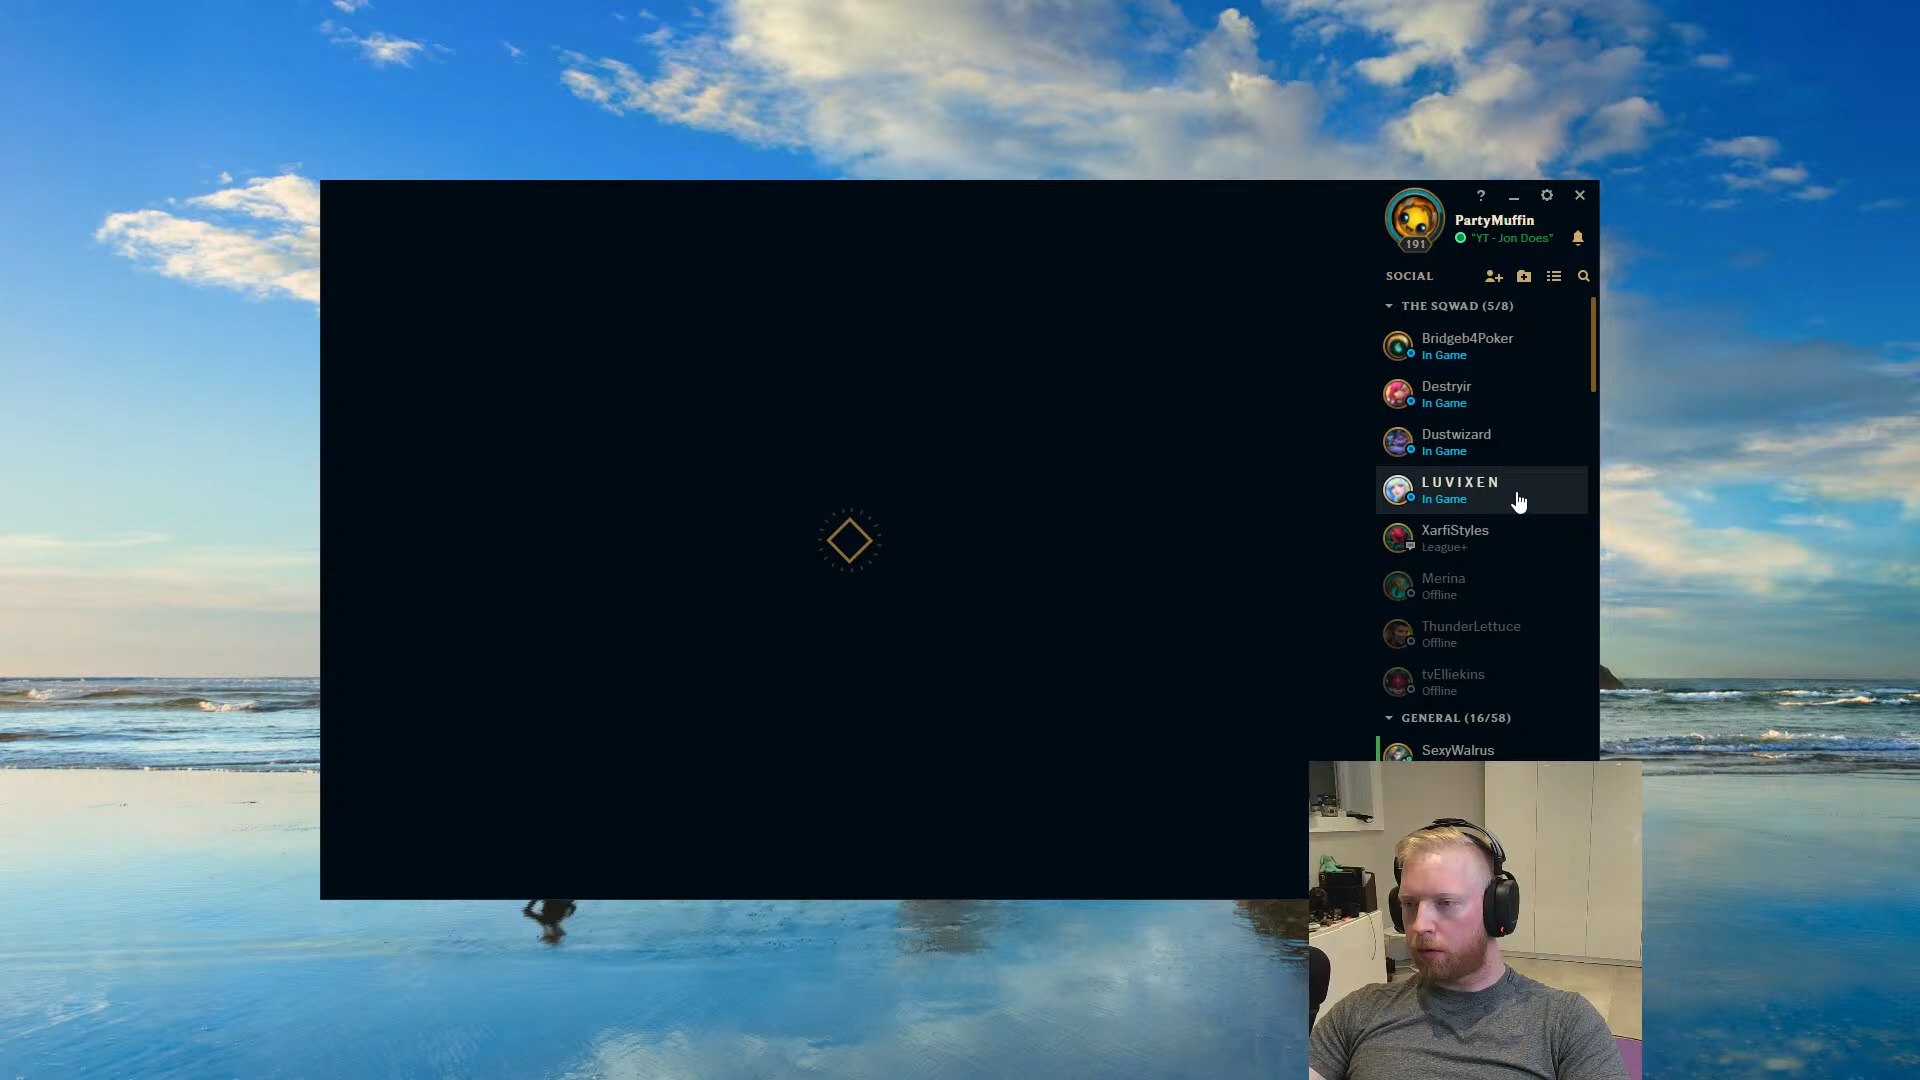 ?
PartyMuffin
191
"YT - Jon Does"
SOCIAL
THE SQWAD (5/8)
Bridgeb4Poker
In Game
Destryir
In Game
Dustwizard
In Game
L U V I X E N
In Game
XarfiStyles
League+
Merina
Offline
ThunderLettuce
Offline
tvElliekins
Offline
GENERAL (16/58)
SexyWalrus